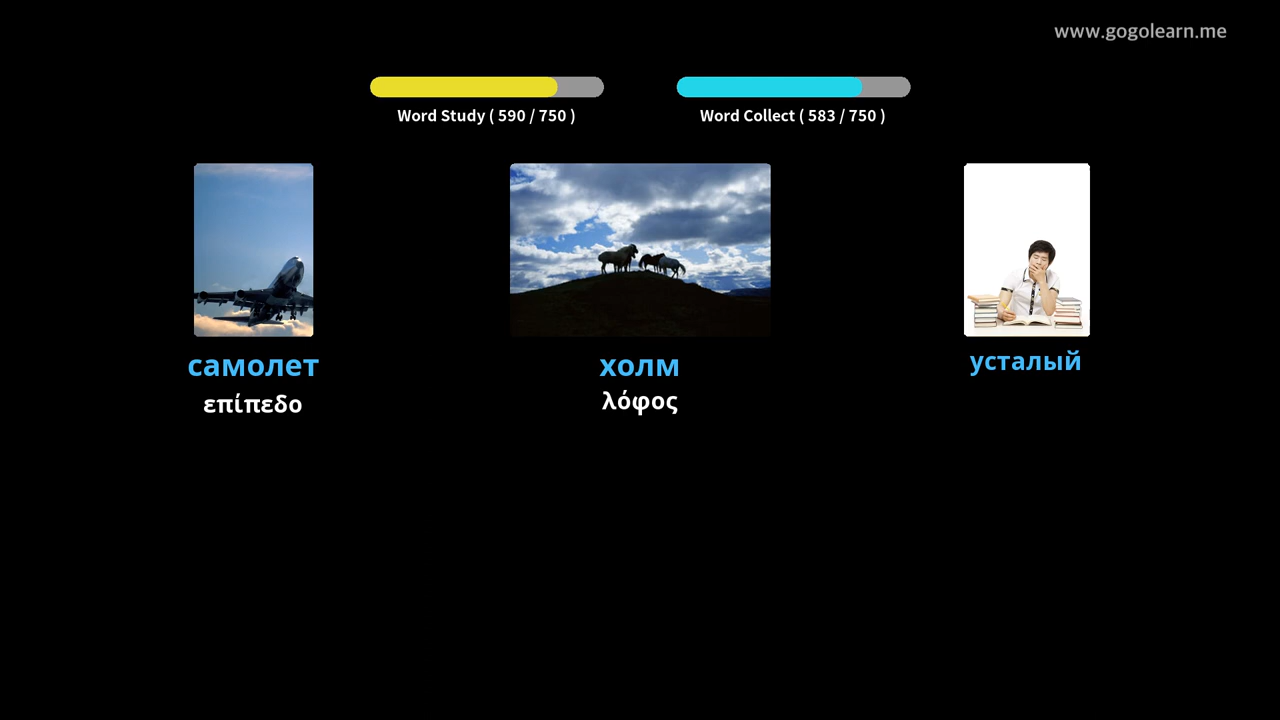 www.gogolearn.me
Word Study ( 590 / 750 )
Word Collect ( 583 / 750 )
самолет
επίπεδο
холм
λόφος
усталый